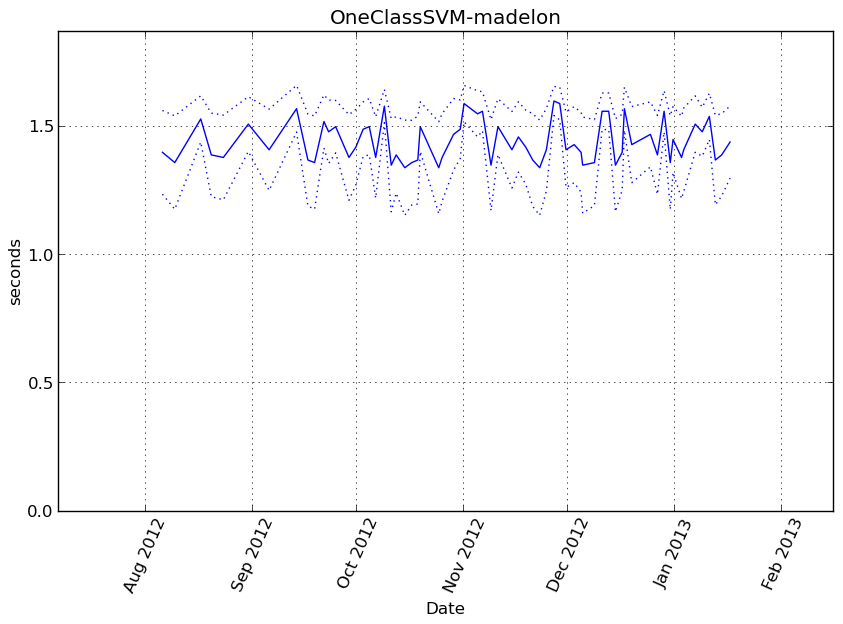 OneClassSVM-madelon
1.5
1.0
0.5
0.0
seconds
Aug 2012
Sep 2012
Oct 2012
Nov 2012
Dec 2012
Jan 2013
Feb 2013
Date